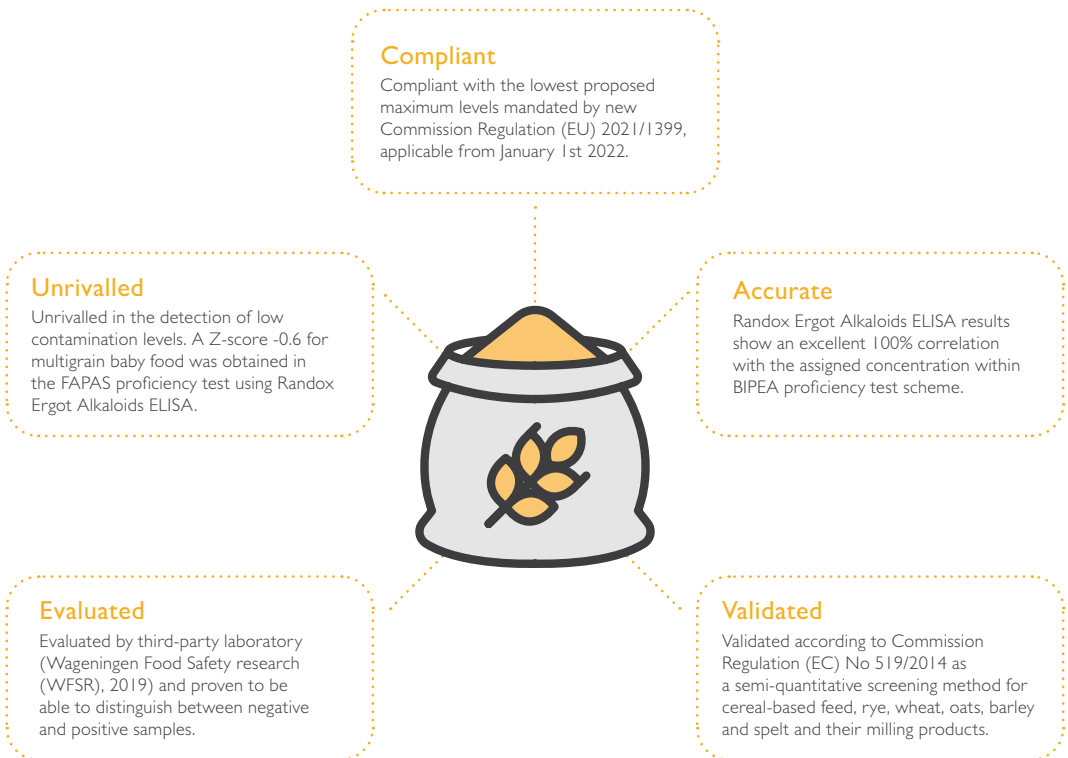 Compliant
Compliant with the lowest proposed
maximum levels mandated by new
Commission Regulation (EU) 2021/1399,
applicable from January 1st 2022.
Unrivalled
Unrivalled in the detection of low
contamination levels. A Z-score -0.6 for
multigrain baby food was obtained in
the FAPAS proficiency test using Randox
Ergot Alkaloids ELISA.
Accurate
Randox Ergot Alkaloids ELISA results
show an excellent 100% correlation
with the assigned concentration within
BIPEA proficiency test scheme.
Evaluated
Evaluated by third-party laboratory
(Wageningen Food Safety research
(WFSR), 2019) and proven to be
able to distinguish between negative
and positive samples.
Validated
Validated according to Commission
Regulation (EC) No 519/2014 as
a semi-quantitative screening method for
cereal-based feed, rye, wheat, oats, barley
and spelt and their milling products.